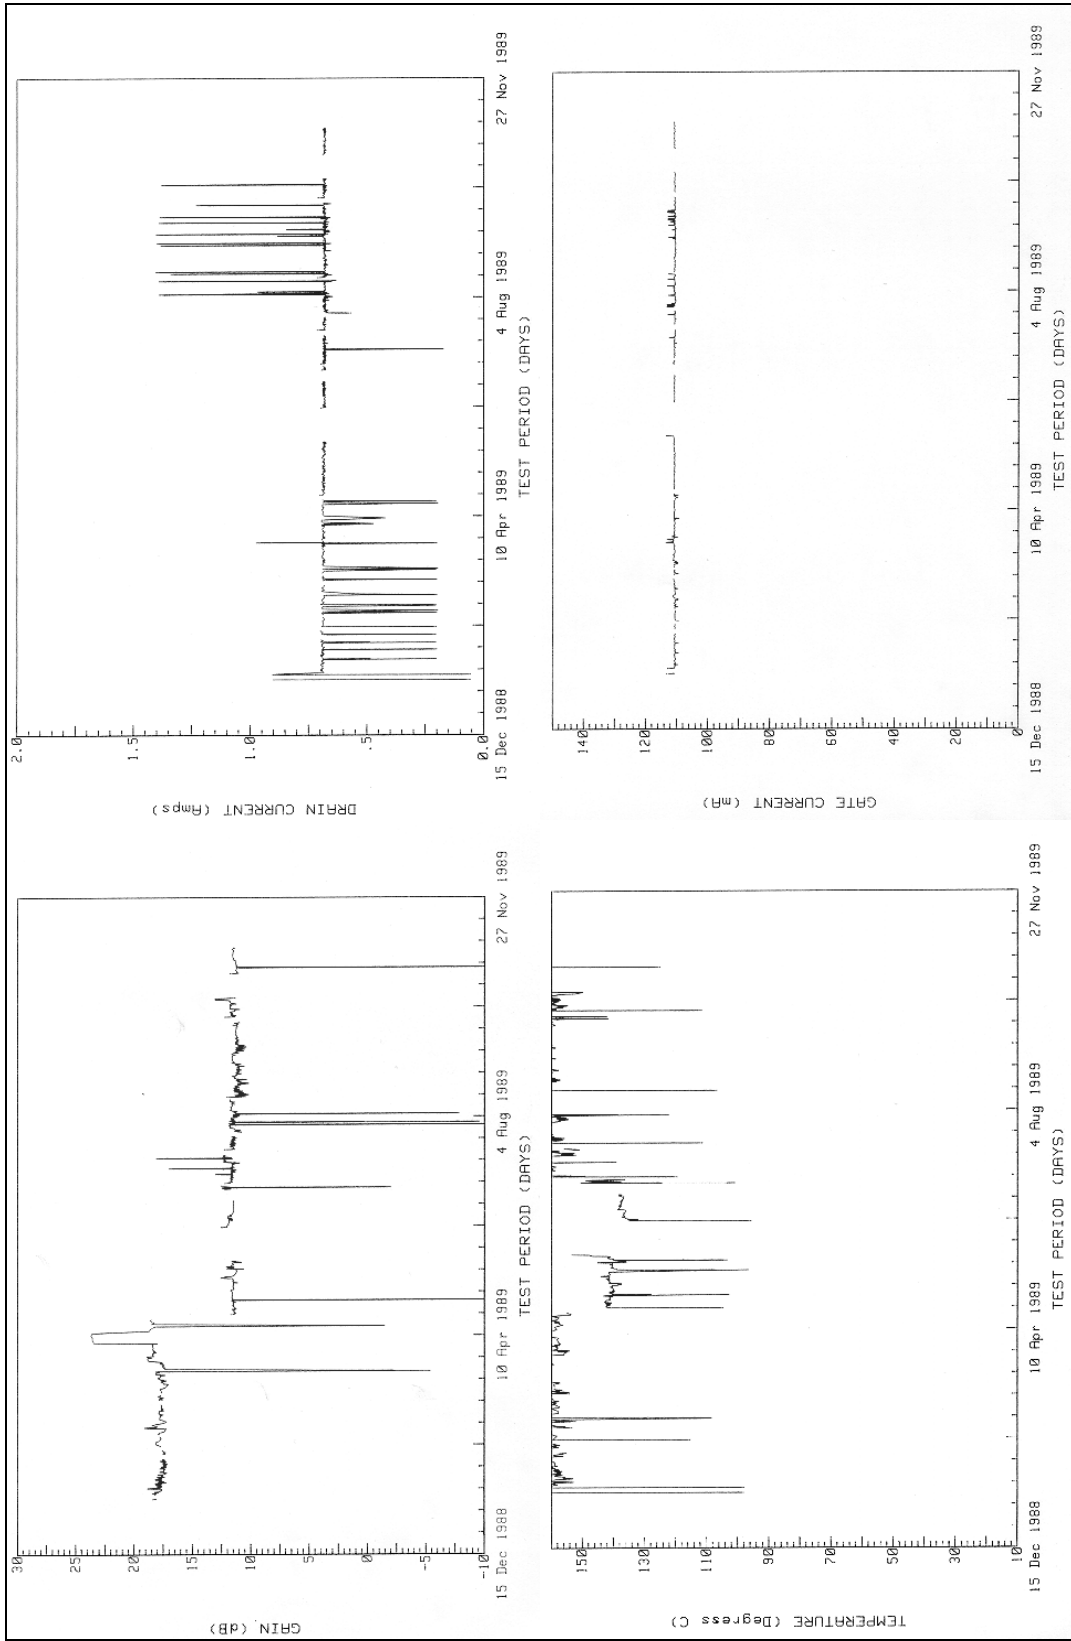 GAIN (dB)
30
25
20
15
10
5
0
-5
-10
15 Dec 1988 10 Apr 1989 4 Aug 1989 27 Nov 1989
TEST PERIOD (DAYS)
DRAIN CURRENT (Amps)
2.0
1.5
1.0
.5
0.0
15 Dec 1988 10 Apr 1989 4 Aug 1989 27 Nov 1989
TEST PERIOD (DAYS)
TEMPERATURE (Degress C)
150
130
110
90
70
50
30
10
15 Dec 1988 10 Apr 1989 4 Aug 1989 27 Nov 1989
TEST PERIOD (DAYS)
GATE CURRENT (mA)
140
120
100
80
60
40
20
0
15 Dec 1988 10 Apr 1989 4 Aug 1989 27 Nov 1989
TEST PERIOD (DAYS)